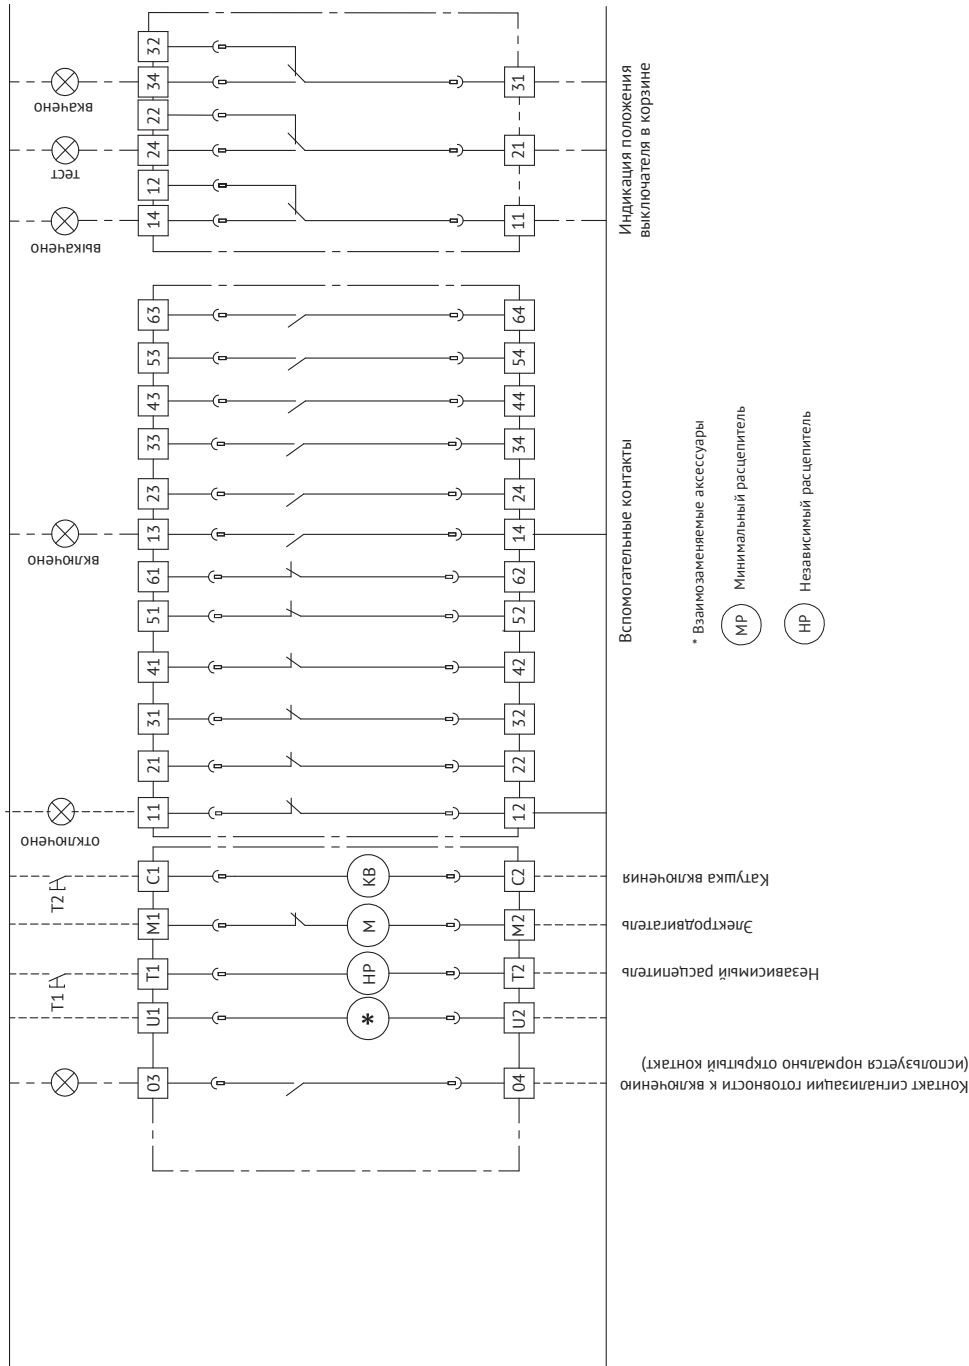 32
34
22
24
12
14
31
21
11
вкачено
тест
выкачено
Индикация положения
выключателя в корзине
63
53
43
33
23
13
61
51
41
31
21
11
64
54
44
34
24
14
62
52
42
32
22
12
включено
отключено
Вспомогательные контакты
* Взаимозаменяемые аксессуары
МР
Минимальный расцепитель
НР
Независимый расцепитель
T2
C1
КВ
C2
Катушка включения
M1
М
M2
Электродвигатель
T1
T1
НР
T2
Независимый расцепитель
U1
*
U2
03
04
Контакт сигнализации готовности к включению
(используется нормально открытый контакт)